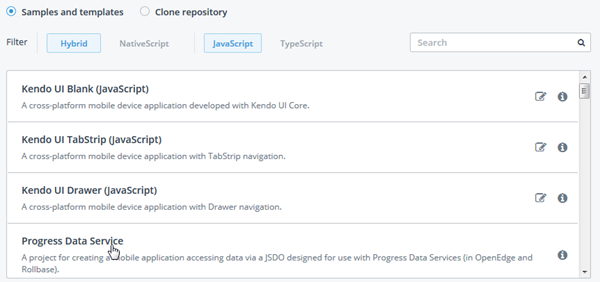 Samples and templates Clone repository
Filter Hybrid NativeScript JavaScript TypeScript Search
Kendo UI Blank (JavaScript)
A cross-platform mobile device application developed with Kendo UI Core.
Kendo UI TabStrip (JavaScript)
A cross-platform mobile device application with TabStrip navigation.
Kendo UI Drawer (JavaScript)
A cross-platform mobile device application with Drawer navigation.
Progress Data Service
A project for creating a mobile application accessing data via a JSDO designed for use with Progress Data Services (in OpenEdge and
Rollbase).